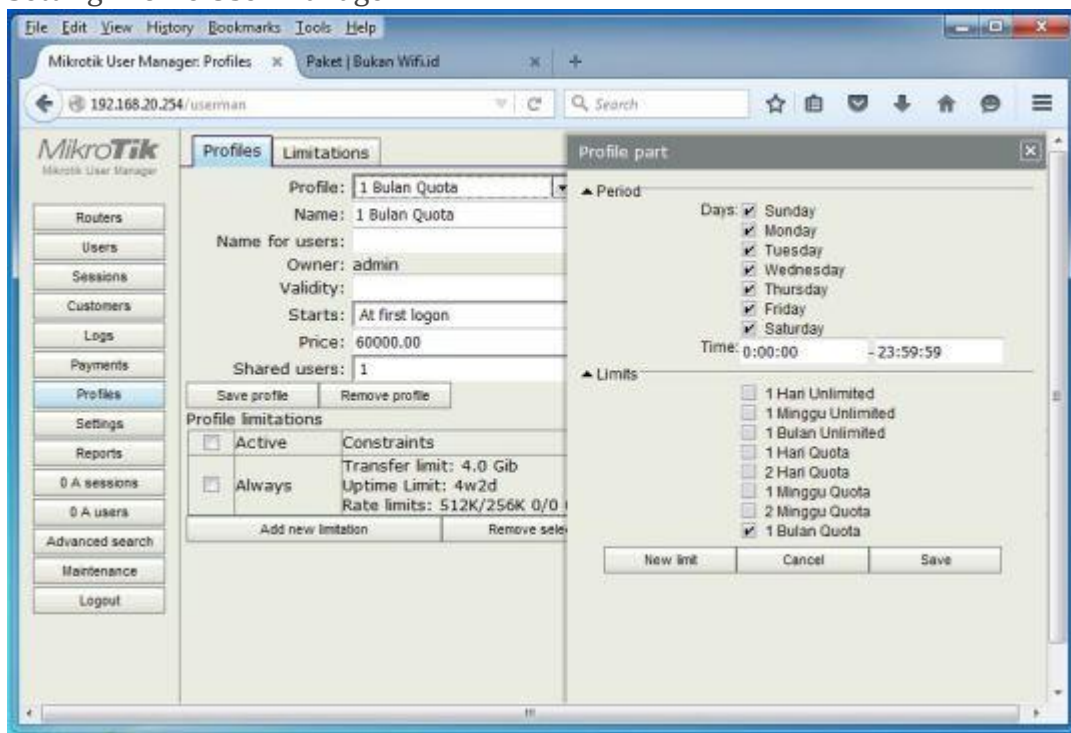 File Edit View History Bookmarks Tools Help
Mikrotik User Manager: Profiles × Paket | Bukan Wifi.id × +
192.168.20.254/userman Search
MikroTik
Mikrotik User Manager
Routers
Users
Sessions
Customers
Logs
Payments
Profiles
Settings
Reports
0 A sessions
0 A users
Advanced search
Maintenance
Logout
Profiles Limitations
Profile: 1 Bulan Quota
Name: 1 Bulan Quota
Name for users:
Owner: admin
Validity:
Starts: At first logon
Price: 60000.00
Shared users: 1
Save profile Remove profile
Profile limitations
Active Constraints
Always Transfer limit: 4.0 Gib
Uptime Limit: 4w2d
Rate limits: 512K/256K 0/0
Add new limitation Remove sele
Profile part
Period
Days: Sunday
Monday
Tuesday
Wednesday
Thursday
Friday
Saturday
Time: 0:00:00 - 23:59:59
Limits
1 Hari Unlimited
1 Minggu Unlimited
1 Bulan Unlimited
1 Hari Quota
2 Hari Quota
1 Minggu Quota
2 Minggu Quota
1 Bulan Quota
New limit Cancel Save